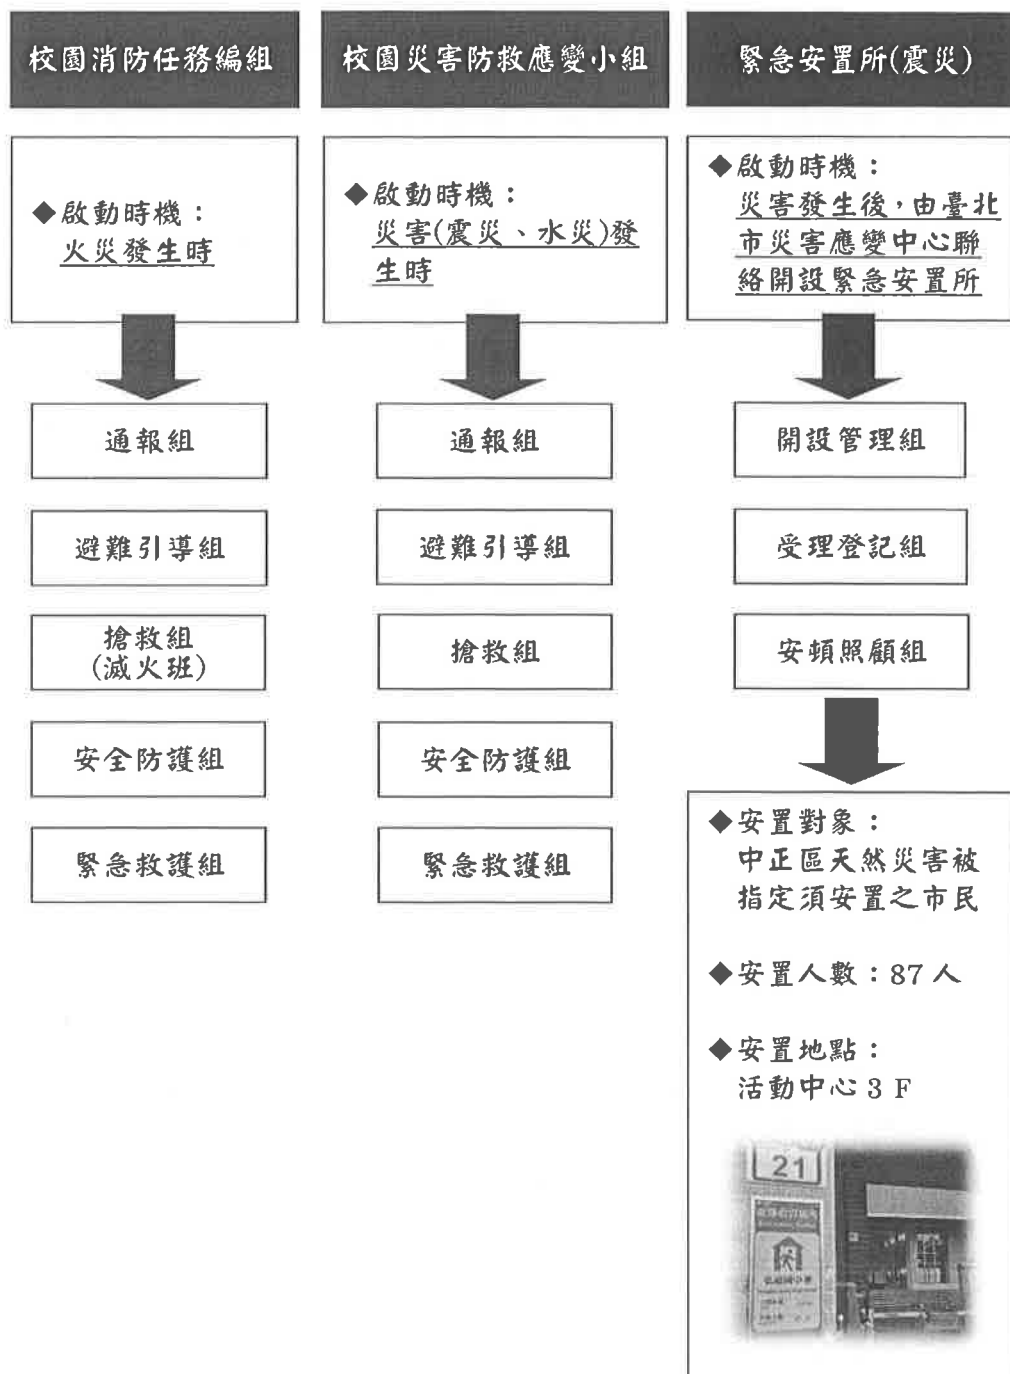 校園消防任務編組
◆啟動時機：
火災發生時
通報組
避難引導組
搶救組
(滅火班)
安全防護組
緊急救護組
校園災害防救應變小組
◆啟動時機：
災害(震災、水災)發
生時
通報組
避難引導組
搶救組
安全防護組
緊急救護組
緊急安置所(震災)
◆啟動時機：
災害發生後，由臺北
市災害應變中心聯
絡開設緊急安置所
開設管理組
受理登記組
安頓照顧組
◆安置對象：
中正區天然災害被
指定須安置之市民
◆安置人數：87人
◆安置地點：
活動中心3 F
21